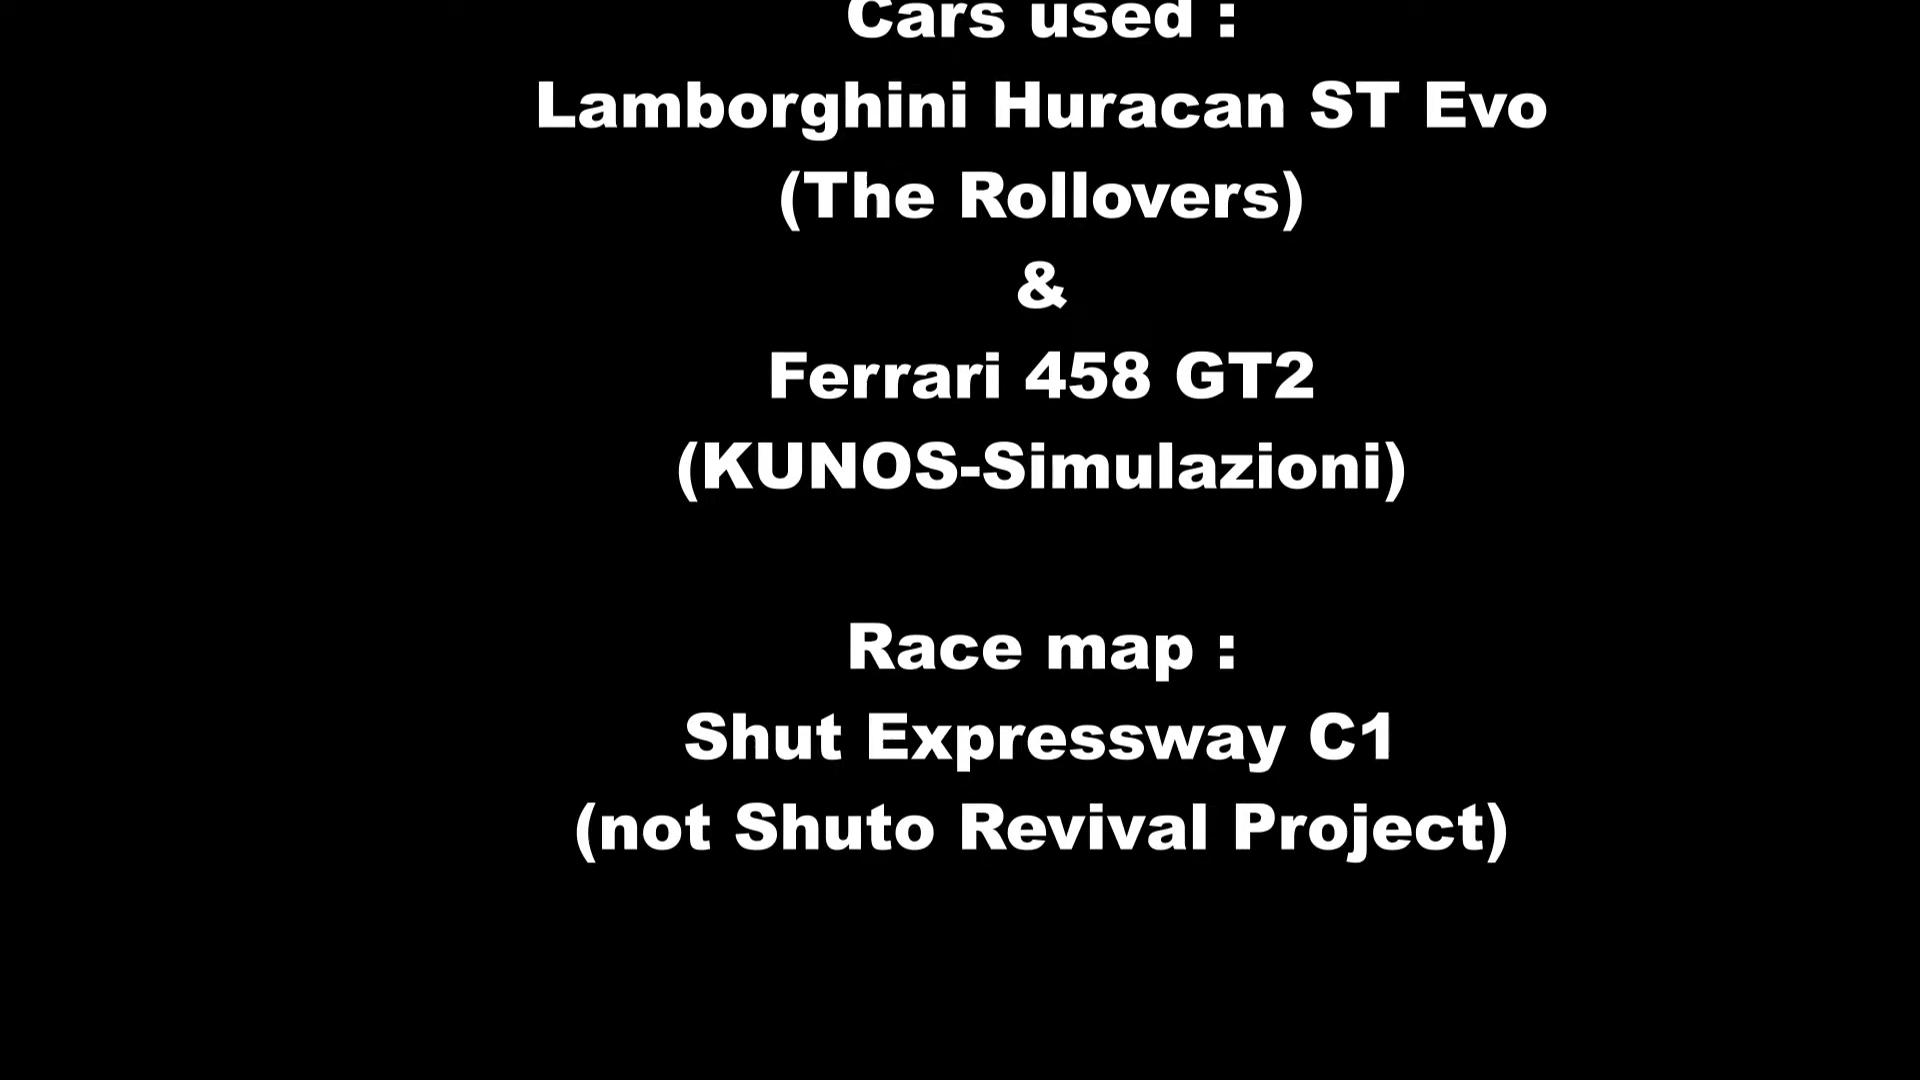 Cars used :
Lamborghini Huracan ST Evo
(The Rollovers)
&
Ferrari 458 GT2
(KUNOS-Simulazioni)
Race map :
Shut Expressway C1
(not Shuto Revival Project)